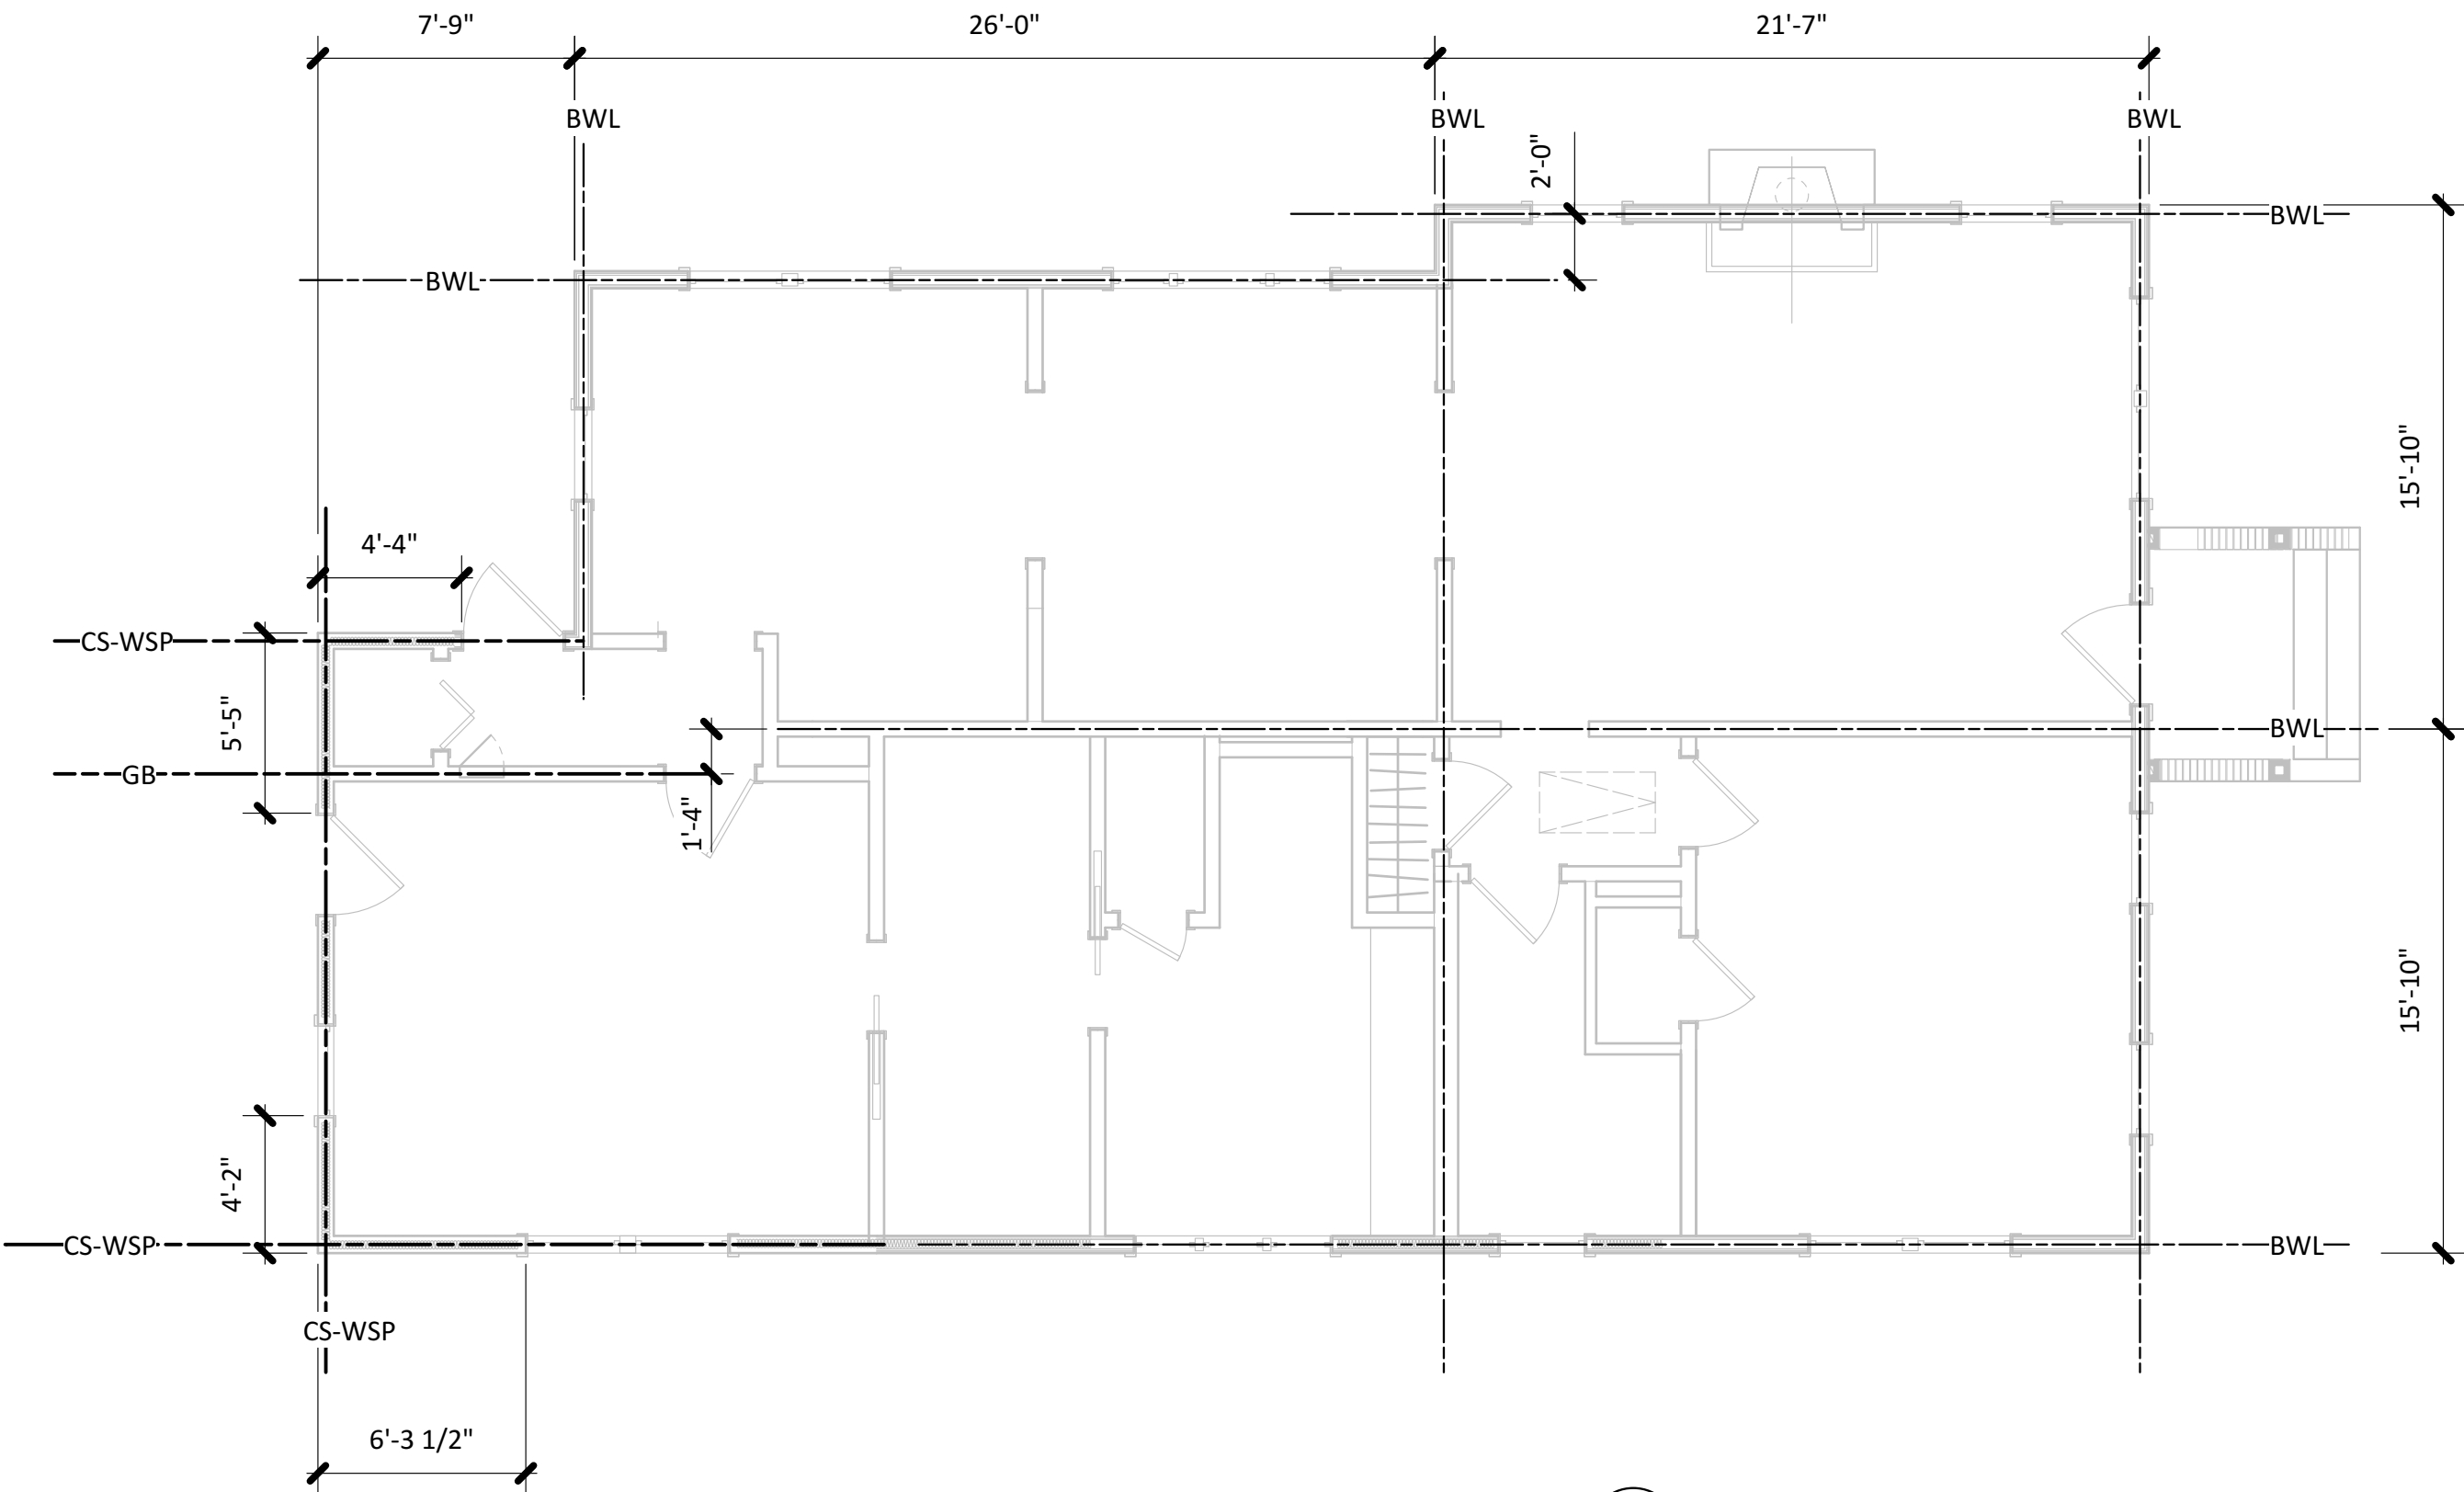 7'-9"
26'-0"
21'-7"
BWL
BWL
BWL
2'-0"
BWL
BWL
15'-10"
4'-4"
CS-WSP
5'-5"
BWL
GB
1'-4"
15'-10"
4'-2"
CS-WSP
BWL
CS-WSP
6'-3 1/2"